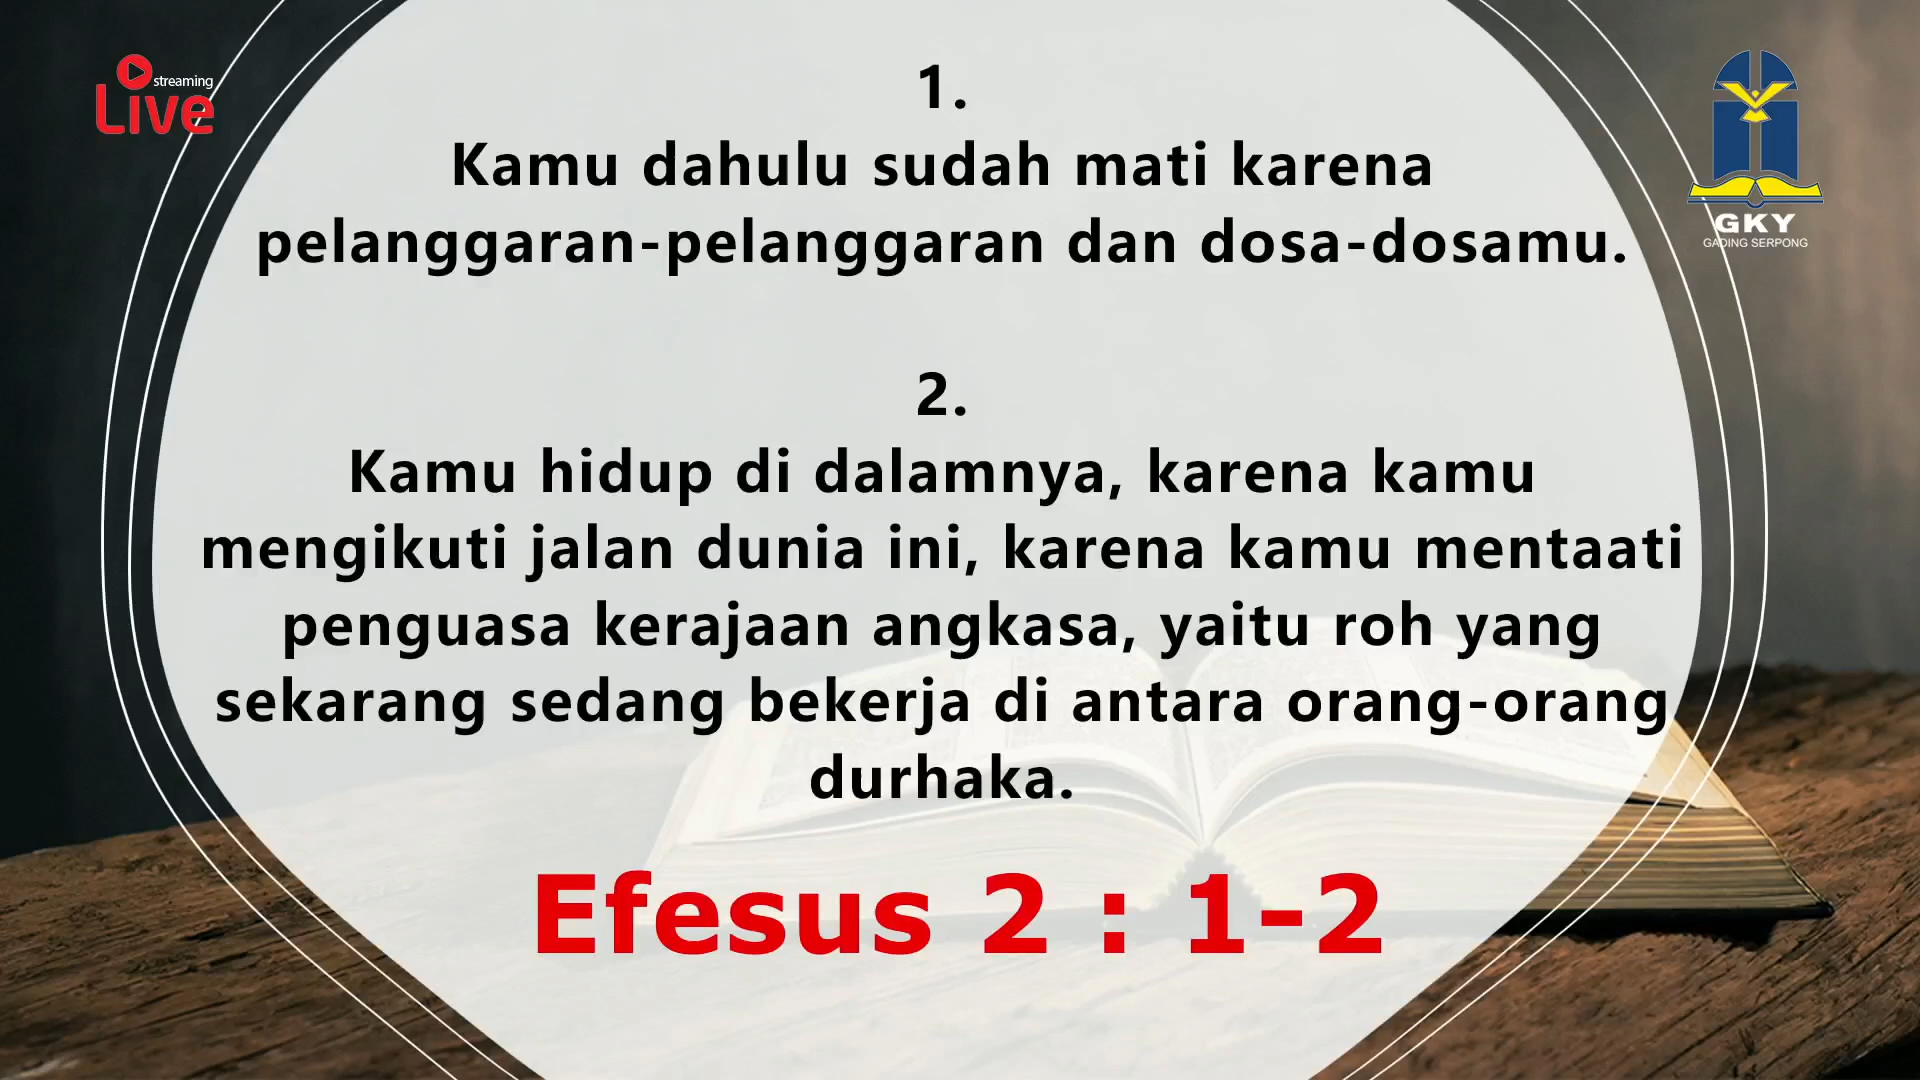 streaming
Live
GKY
GADING SERPONG
1.
Kamu dahulu sudah mati karena
pelanggaran-pelanggaran dan dosa-dosamu.
2.
Kamu hidup di dalamnya, karena kamu
mengikuti jalan dunia ini, karena kamu mentaati
penguasa kerajaan angkasa, yaitu roh yang
sekarang sedang bekerja di antara orang-orang
durhaka.
Efesus 2 : 1-2